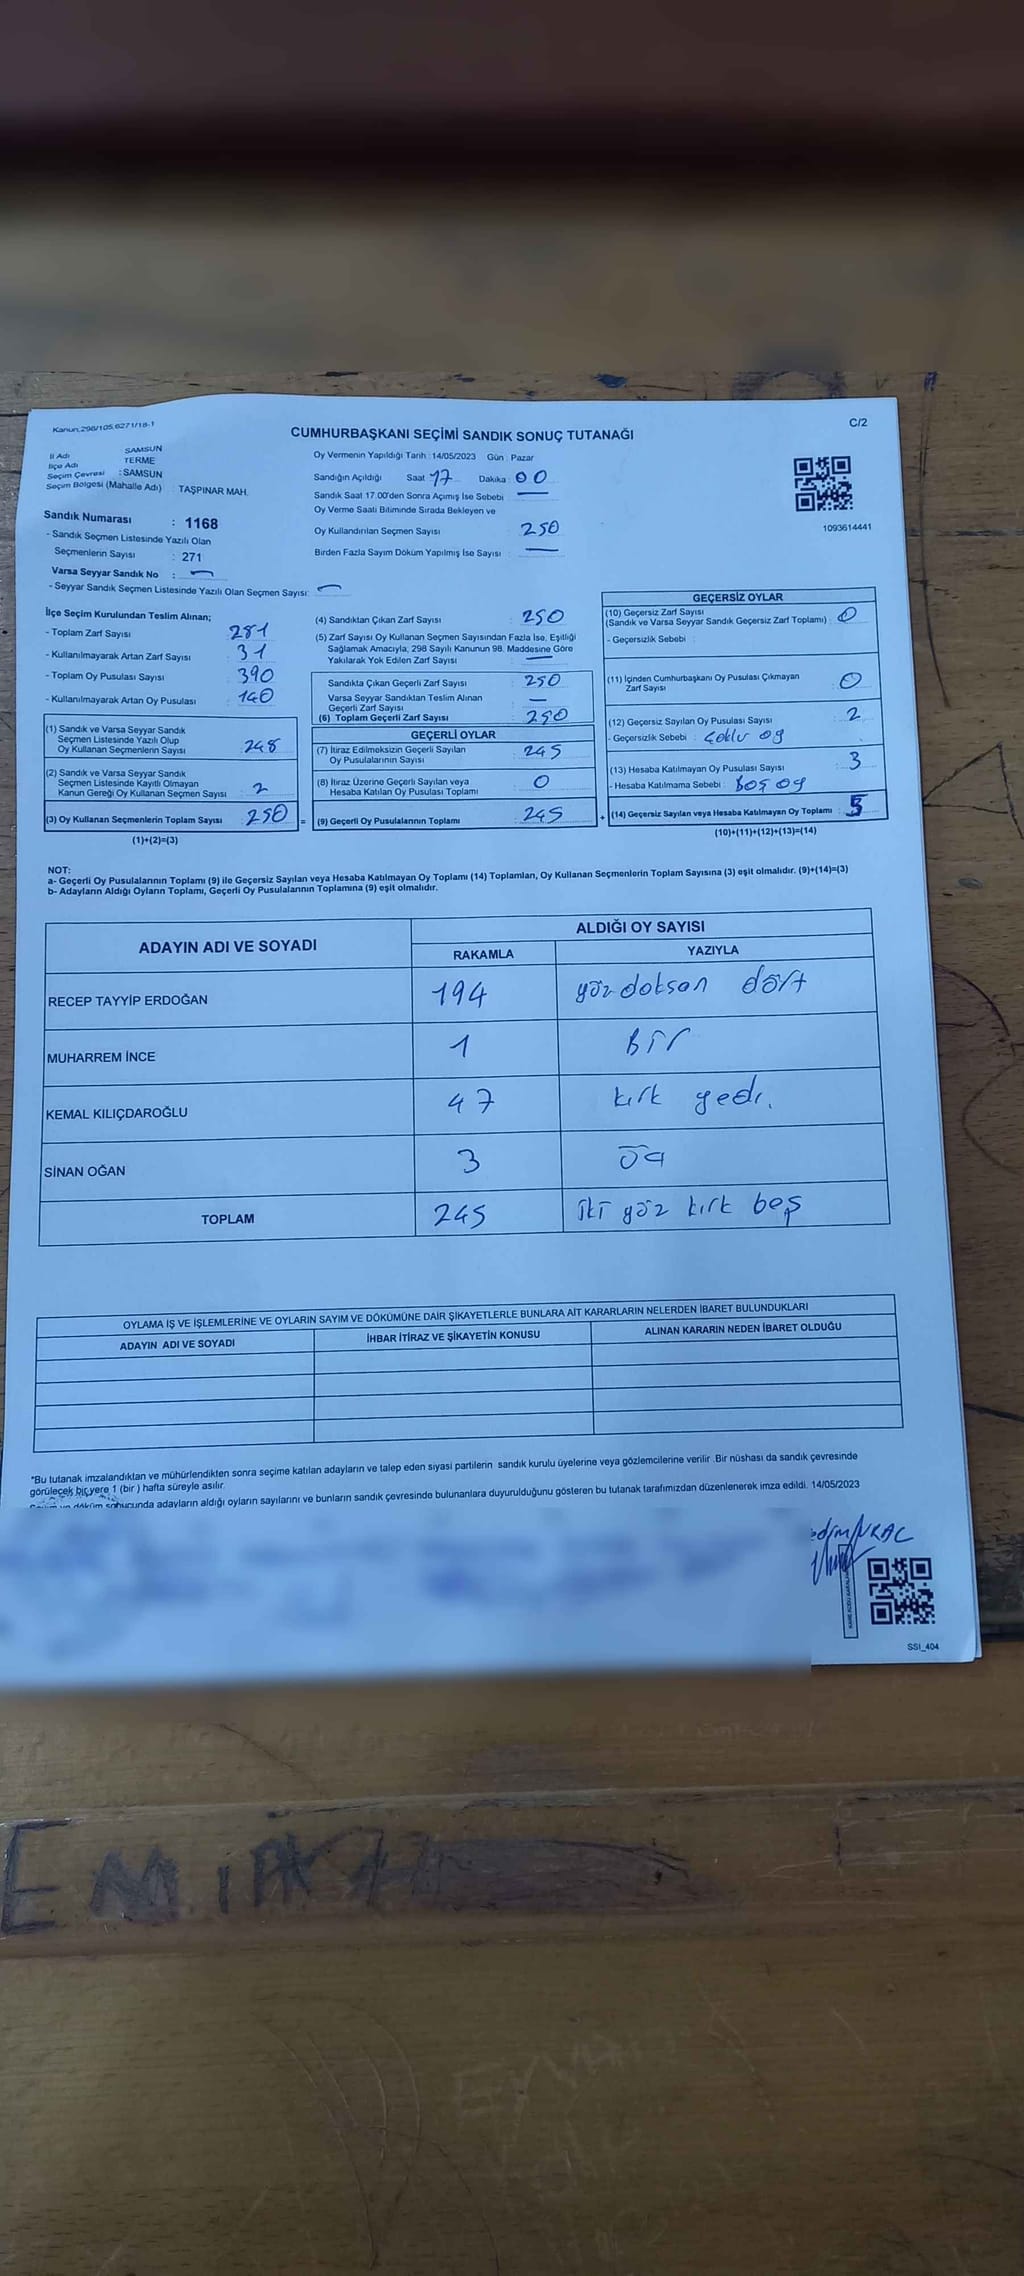 Kanun,298/105,6271/18-1
C/2
CUMHURBAŞKANI SEÇİMİ SANDIK SONUÇ TUTANAĞI
İl Adı SAMSUN
İlçe Adı TERME
Seçim Çevresi : SAMSUN
Seçim Bölgesi (Mahalle Adı) : TAŞPINAR MAH.
Sandık Numarası : 1168
- Sandık Seçmen Listesinde Yazılı Olan
Seçmenlerin Sayısı : 271
Varsa Seyyar Sandık No : —
- Seyyar Sandık Seçmen Listesinde Yazılı Olan Seçmen Sayısı: —
Oy Vermenin Yapıldığı Tarih : 14/05/2023 Gün : Pazar
Sandığın Açıldığı Saat : 17 Dakika : 00
Sandık Saat 17.00'den Sonra Açımış İse Sebebi : —
Oy Verme Saati Bitiminde Sırada Bekleyen ve
Oy Kullandırılan Seçmen Sayısı : 250
Birden Fazla Sayım Döküm Yapılmış İse Sayısı : —
1093614441
İlçe Seçim Kurulundan Teslim Alınan;
- Toplam Zarf Sayısı : 281
- Kullanılmayarak Artan Zarf Sayısı : 31
- Toplam Oy Pusulası Sayısı : 390
- Kullanılmayarak Artan Oy Pusulası : 140
(1) Sandık ve Varsa Seyyar Sandık
Seçmen Listesinde Yazılı Olup
Oy Kullanan Seçmenlerin Sayısı : 248
(2) Sandık ve Varsa Seyyar Sandık
Seçmen Listesinde Kayıtlı Olmayan
Kanun Gereği Oy Kullanan Seçmen Sayısı : 2
(3) Oy Kullanan Seçmenlerin Toplam Sayısı : 250 =
(1)+(2)=(3)
(4) Sandıktan Çıkan Zarf Sayısı : 250
(5) Zarf Sayısı Oy Kullanan Seçmen Sayısından Fazla İse, Eşitliği
Sağlamak Amacıyla, 298 Sayılı Kanunun 98. Maddesine Göre
Yakılarak Yok Edilen Zarf Sayısı : —
Sandıkta Çıkan Geçerli Zarf Sayısı : 250
Varsa Seyyar Sandıktan Teslim Alınan
Geçerli Zarf Sayısı : —
(6) Toplam Geçerli Zarf Sayısı : 250
GEÇERLİ OYLAR
(7) İtiraz Edilmeksizin Geçerli Sayılan
Oy Pusulalarının Sayısı : 245
(8) İtiraz Üzerine Geçerli Sayılan veya
Hesaba Katılan Oy Pusulası Toplamı : 0
(9) Geçerli Oy Pusulalarının Toplamı : 245 +
GEÇERSİZ OYLAR
(10) Geçersiz Zarf Sayısı
(Sandık ve Varsa Seyyar Sandık Geçersiz Zarf Toplamı) : 0
- Geçersizlik Sebebi :
(11) İçinden Cumhurbaşkanı Oy Pusulası Çıkmayan
Zarf Sayısı : 0
(12) Geçersiz Sayılan Oy Pusulası Sayısı : 2
- Geçersizlik Sebebi : Çoklu oy
(13) Hesaba Katılmayan Oy Pusulası Sayısı : 3
- Hesaba Katılmama Sebebi : Boş oy
(14) Geçersiz Sayılan veya Hesaba Katılmayan Oy Toplamı : 5
(10)+(11)+(12)+(13)=(14)
NOT:
a- Geçerli Oy Pusulalarının Toplamı (9) ile Geçersiz Sayılan veya Hesaba Katılmayan Oy Toplamı (14) Toplamları, Oy Kullanan Seçmenlerin Toplam Sayısına (3) eşit olmalıdır. (9)+(14)=(3)
b- Adayların Aldığı Oyların Toplamı, Geçerli Oy Pusulalarının Toplamına (9) eşit olmalıdır.
ADAYIN ADI VE SOYADI ALDIĞI OY SAYISI
RAKAMLA YAZIYLA
RECEP TAYYİP ERDOĞAN 194 yüz doksan dört
MUHARREM İNCE 1 Bir
KEMAL KILIÇDAROĞLU 47 kırk yedi.
SİNAN OĞAN 3 üç
TOPLAM 245 iki yüz kırk beş
OYLAMA İŞ VE İŞLEMLERİNE VE OYLARIN SAYIM VE DÖKÜMÜNE DAİR ŞİKAYETLERLE BUNLARA AİT KARARLARIN NELERDEN İBARET BULUNDUKLARI
ADAYIN ADI VE SOYADI İHBAR İTİRAZ VE ŞİKAYETİN KONUSU ALINAN KARARIN NEDEN İBARET OLDUĞU
*Bu tutanak imzalandıktan ve mühürlendikten sonra seçime katılan adayların ve talep eden siyasi partilerin sandık kurulu üyelerine veya gözlemcilerine verilir. Bir nüshası da sandık çevresinde
görülecek bir yere 1 (bir ) hafta süreyle asılır.
döküm sonucunda adayların aldığı oyların sayılarını ve bunların sandık çevresinde bulunanlara duyurulduğunu gösteren bu tutanak tarafımızdan düzenlenerek imza edildi. 14/05/2023
SSI_404
EMİR